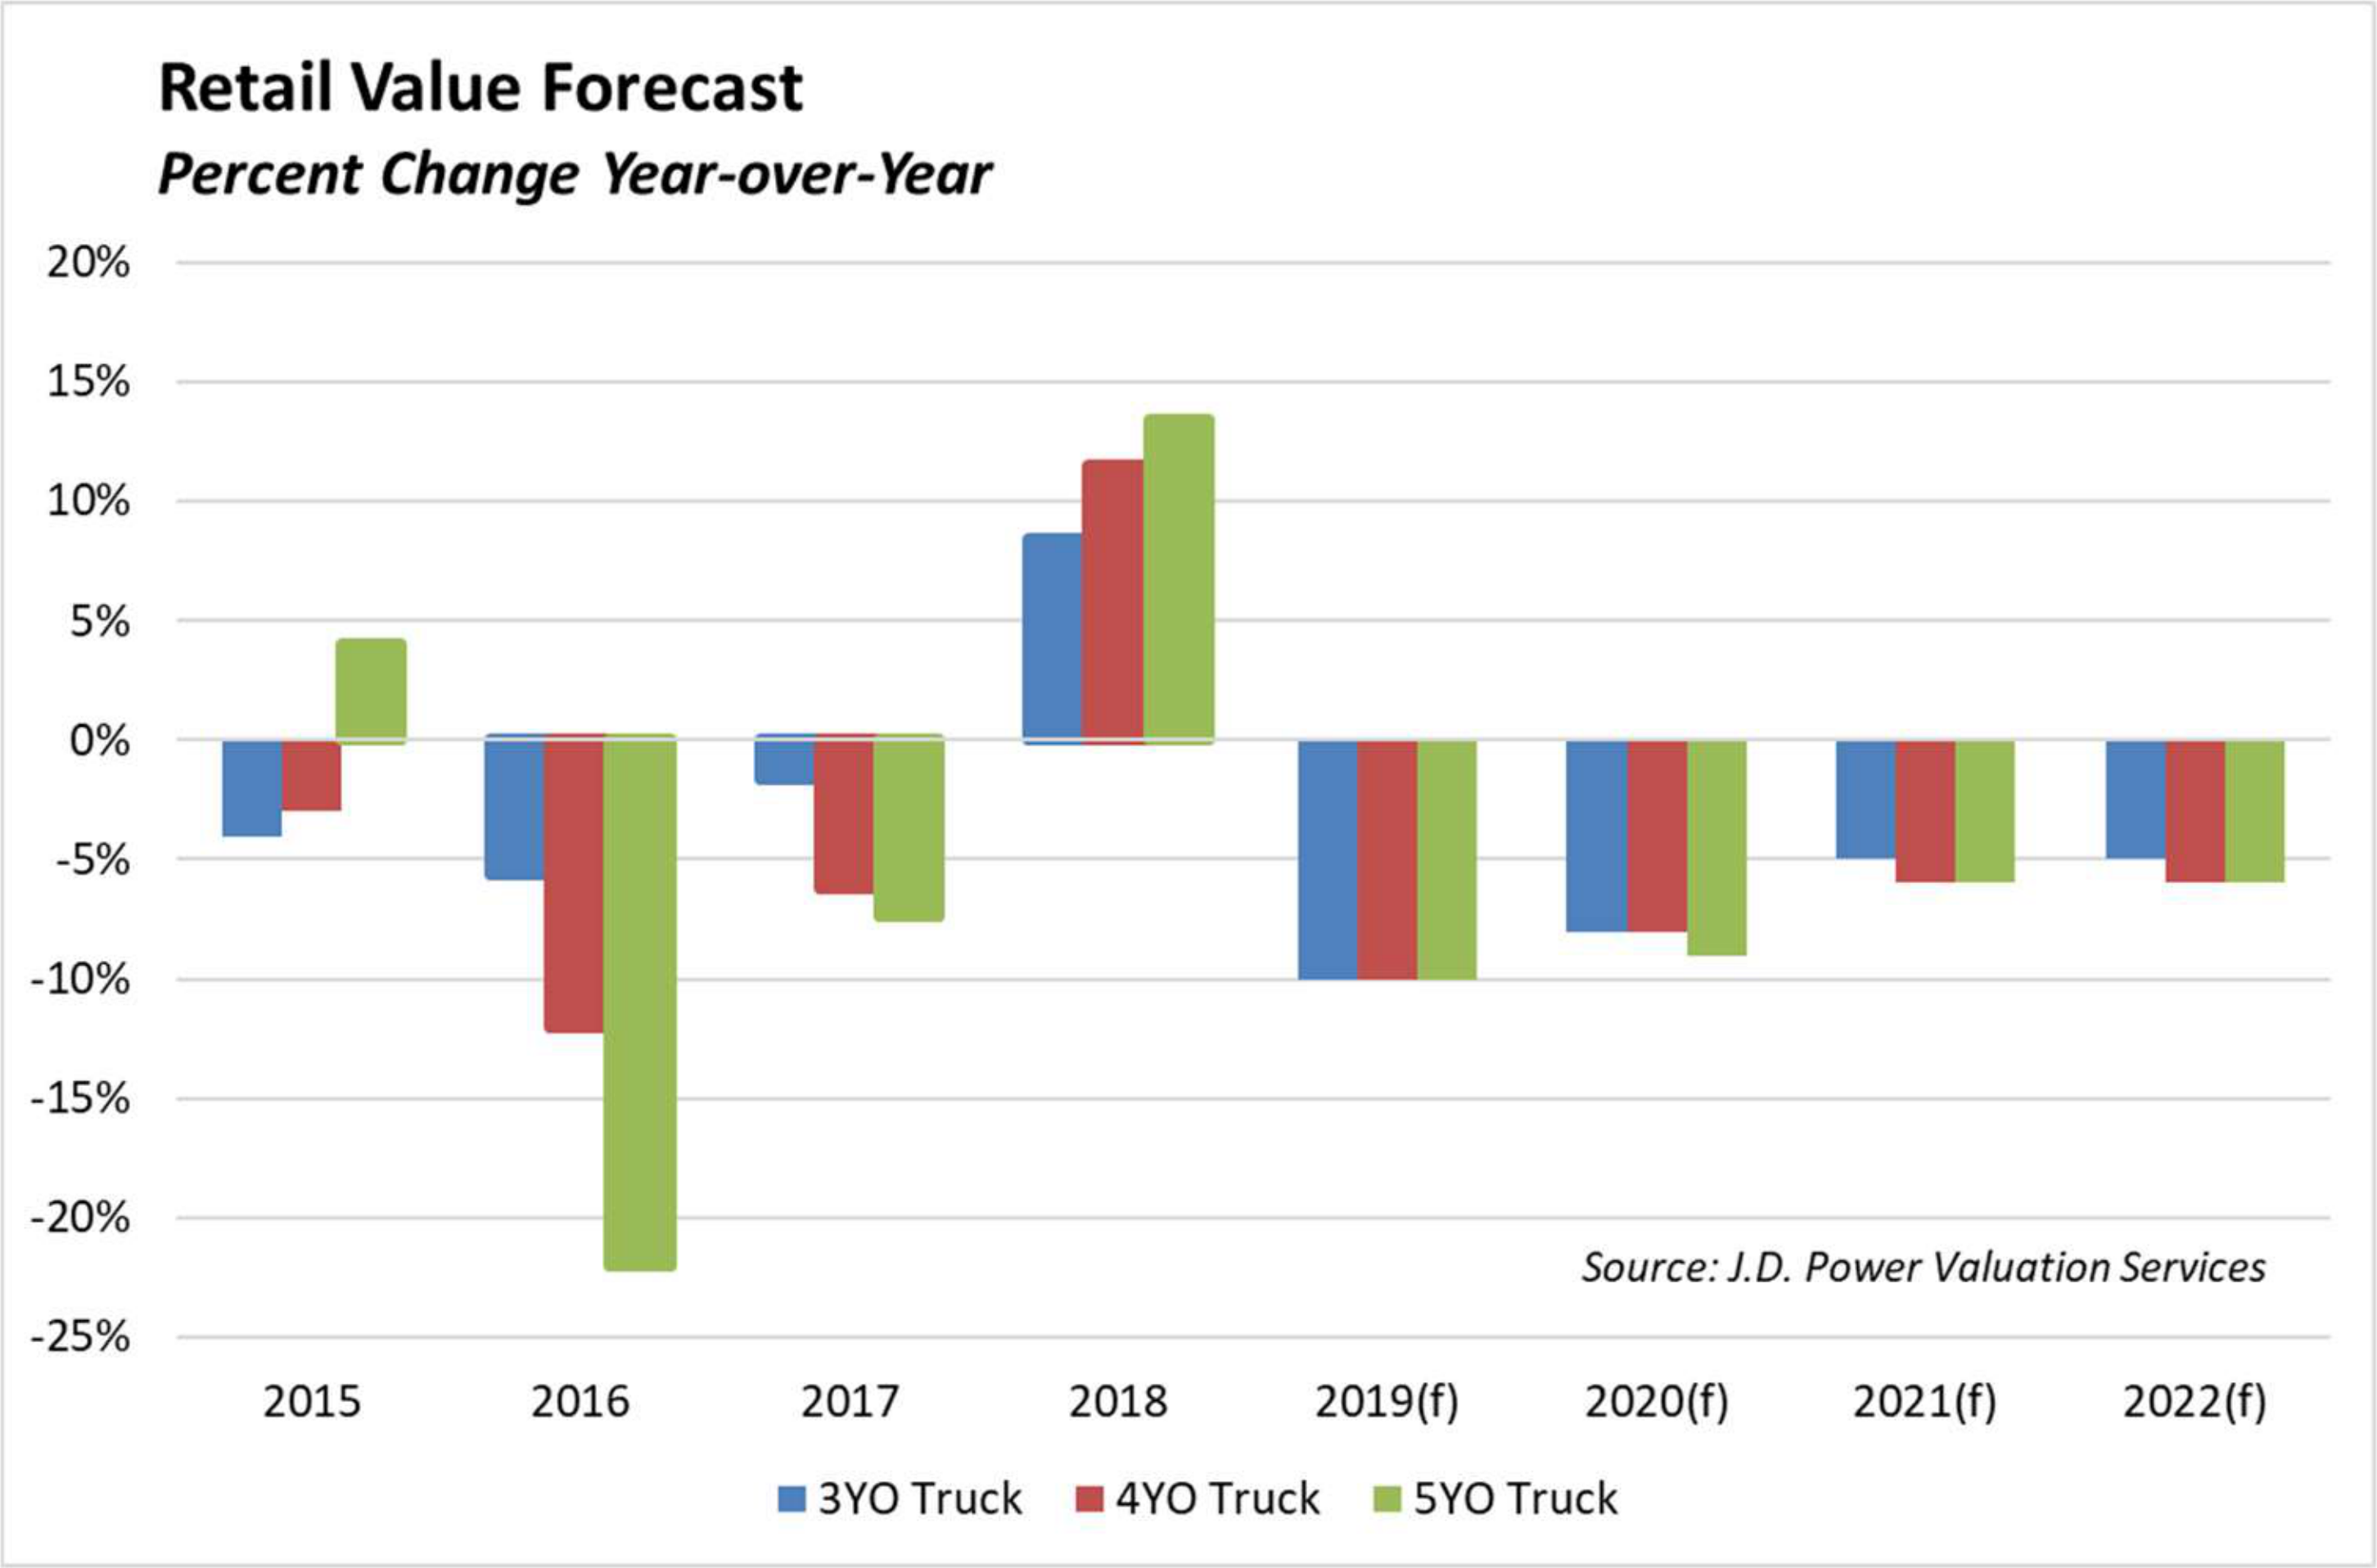 Retail Value Forecast
Percent Change Year-over-Year
20%
15%
10%
5%
0%
-5%
-10%
-15%
-20%
Source: J.D. Power Valuation Services
-25%
2015 2016 2017 2018 2019(f) 2020(f) 2021(f) 2022(f)
3YO Truck 4YO Truck 5YO Truck